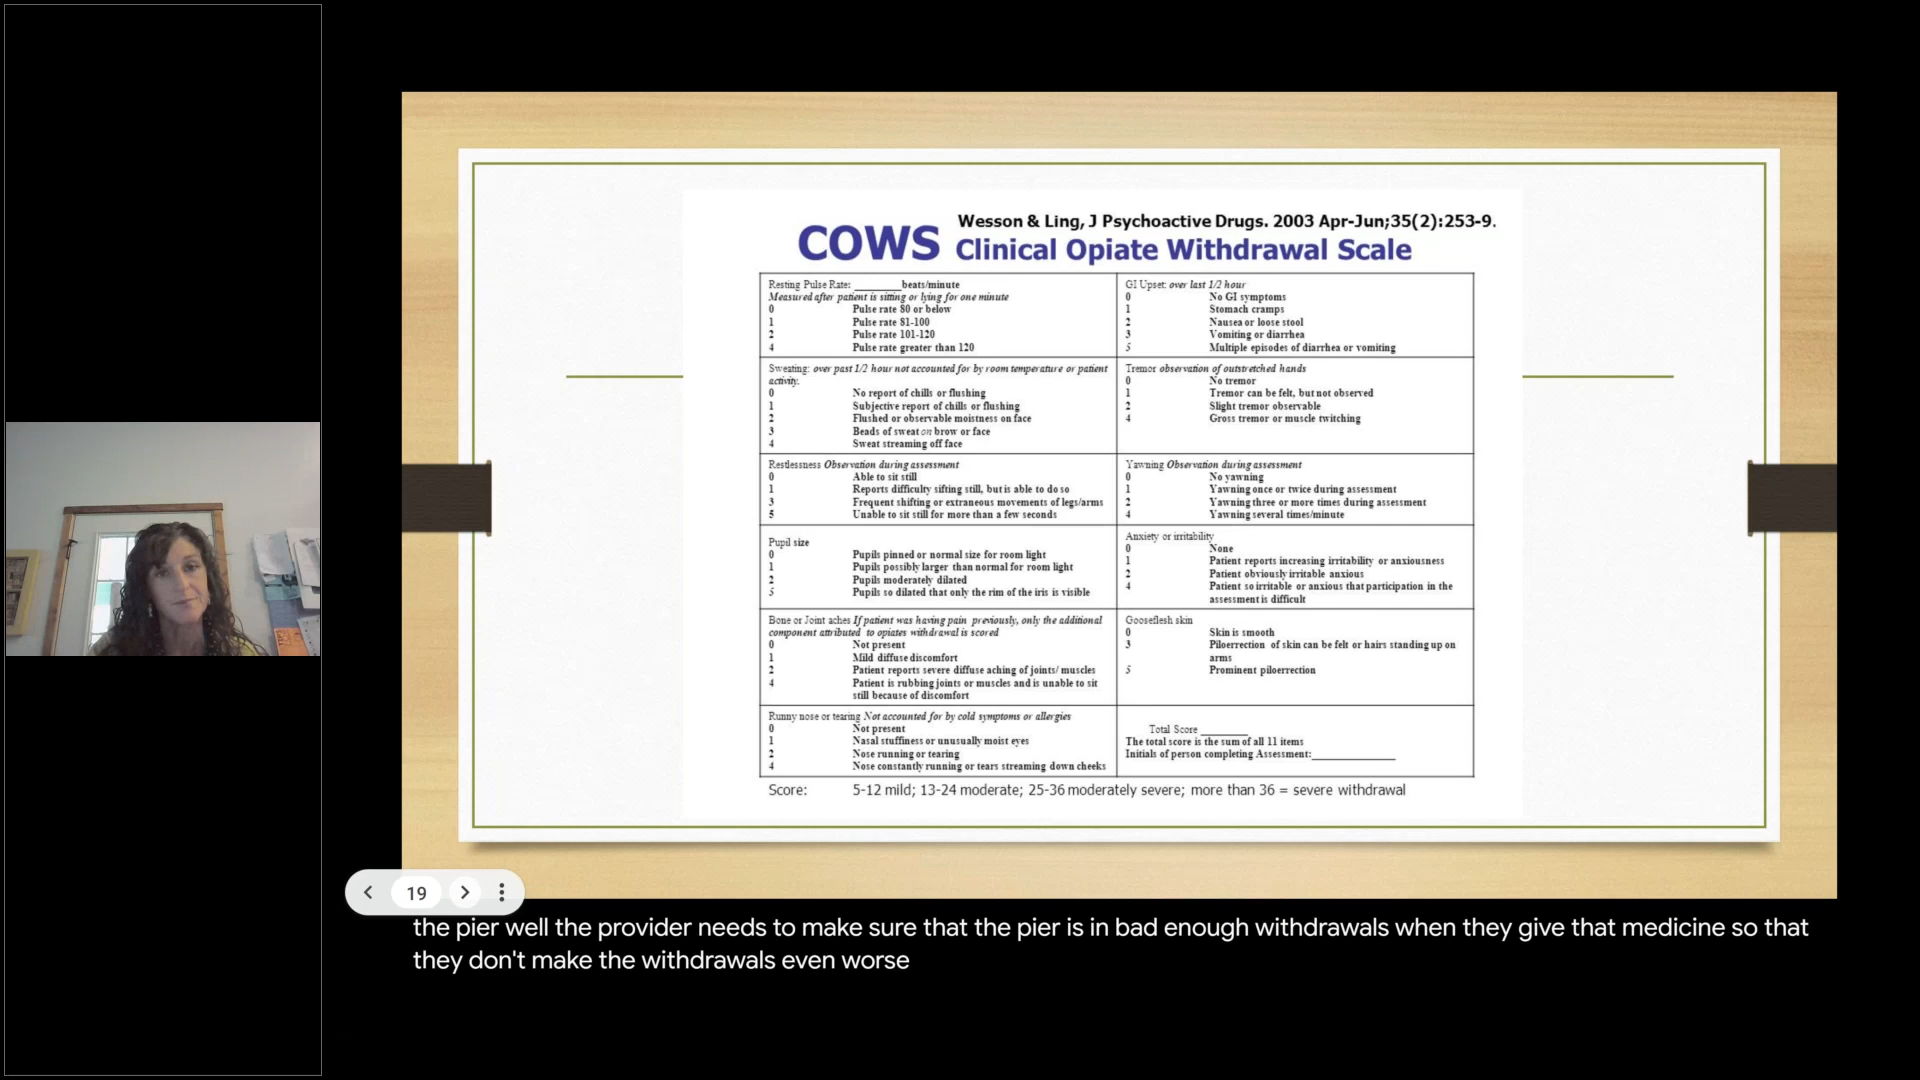 Wesson & Ling, J Psychoactive Drugs. 2003 Apr-Jun;35(2):253-9.
COWS Clinical Opiate Withdrawal Scale
Resting Pulse Rate: ________beats/minute
Measured after patient is sitting or lying for one minute
0 Pulse rate 80 or below
1 Pulse rate 81-100
2 Pulse rate 101-120
4 Pulse rate greater than 120
Sweating: over past 1/2 hour not accounted for by room temperature or patient
activity.
0 No report of chills or flushing
1 Subjective report of chills or flushing
2 Flushed or observable moistness on face
3 Beads of sweat on brow or face
4 Sweat streaming off face
Restlessness Observation during assessment
0 Able to sit still
1 Reports difficulty sifting still, but is able to do so
3 Frequent shifting or extraneous movements of legs/arms
5 Unable to sit still for more than a few seconds
Pupil size
0 Pupils pinned or normal size for room light
1 Pupils possibly larger than normal for room light
2 Pupils moderately dilated
5 Pupils so dilated that only the rim of the iris is visible
Bone or Joint aches If patient was having pain previously, only the additional
component attributed to opiates withdrawal is scored
0 Not present
1 Mild diffuse discomfort
2 Patient reports severe diffuse aching of joints/ muscles
4 Patient is rubbing joints or muscles and is unable to sit
still because of discomfort
Runny nose or tearing Not accounted for by cold symptoms or allergies
0 Not present
1 Nasal stuffiness or unusually moist eyes
2 Nose running or tearing
4 Nose constantly running or tears streaming down cheeks
GI Upset: over last 1/2 hour
0 No GI symptoms
1 Stomach cramps
2 Nausea or loose stool
3 Vomiting or diarrhea
5 Multiple episodes of diarrhea or vomiting
Tremor observation of outstretched hands
0 No tremor
1 Tremor can be felt, but not observed
2 Slight tremor observable
4 Gross tremor or muscle twitching
Yawning Observation during assessment
0 No yawning
1 Yawning once or twice during assessment
2 Yawning three or more times during assessment
4 Yawning several times/minute
Anxiety or irritability
0 None
1 Patient reports increasing irritability or anxiousness
2 Patient obviously irritable anxious
4 Patient so irritable or anxious that participation in the
assessment is difficult
Gooseflesh skin
0 Skin is smooth
3 Piloerrection of skin can be felt or hairs standing up on
arms
5 Prominent piloerrection
Total Score ________
The total score is the sum of all 11 items
Initials of person completing Assessment:______________
Score: 5-12 mild; 13-24 moderate; 25-36 moderately severe; more than 36 = severe withdrawal
19
the pier well the provider needs to make sure that the pier is in bad enough withdrawals when they give that medicine so that
they don't make the withdrawals even worse